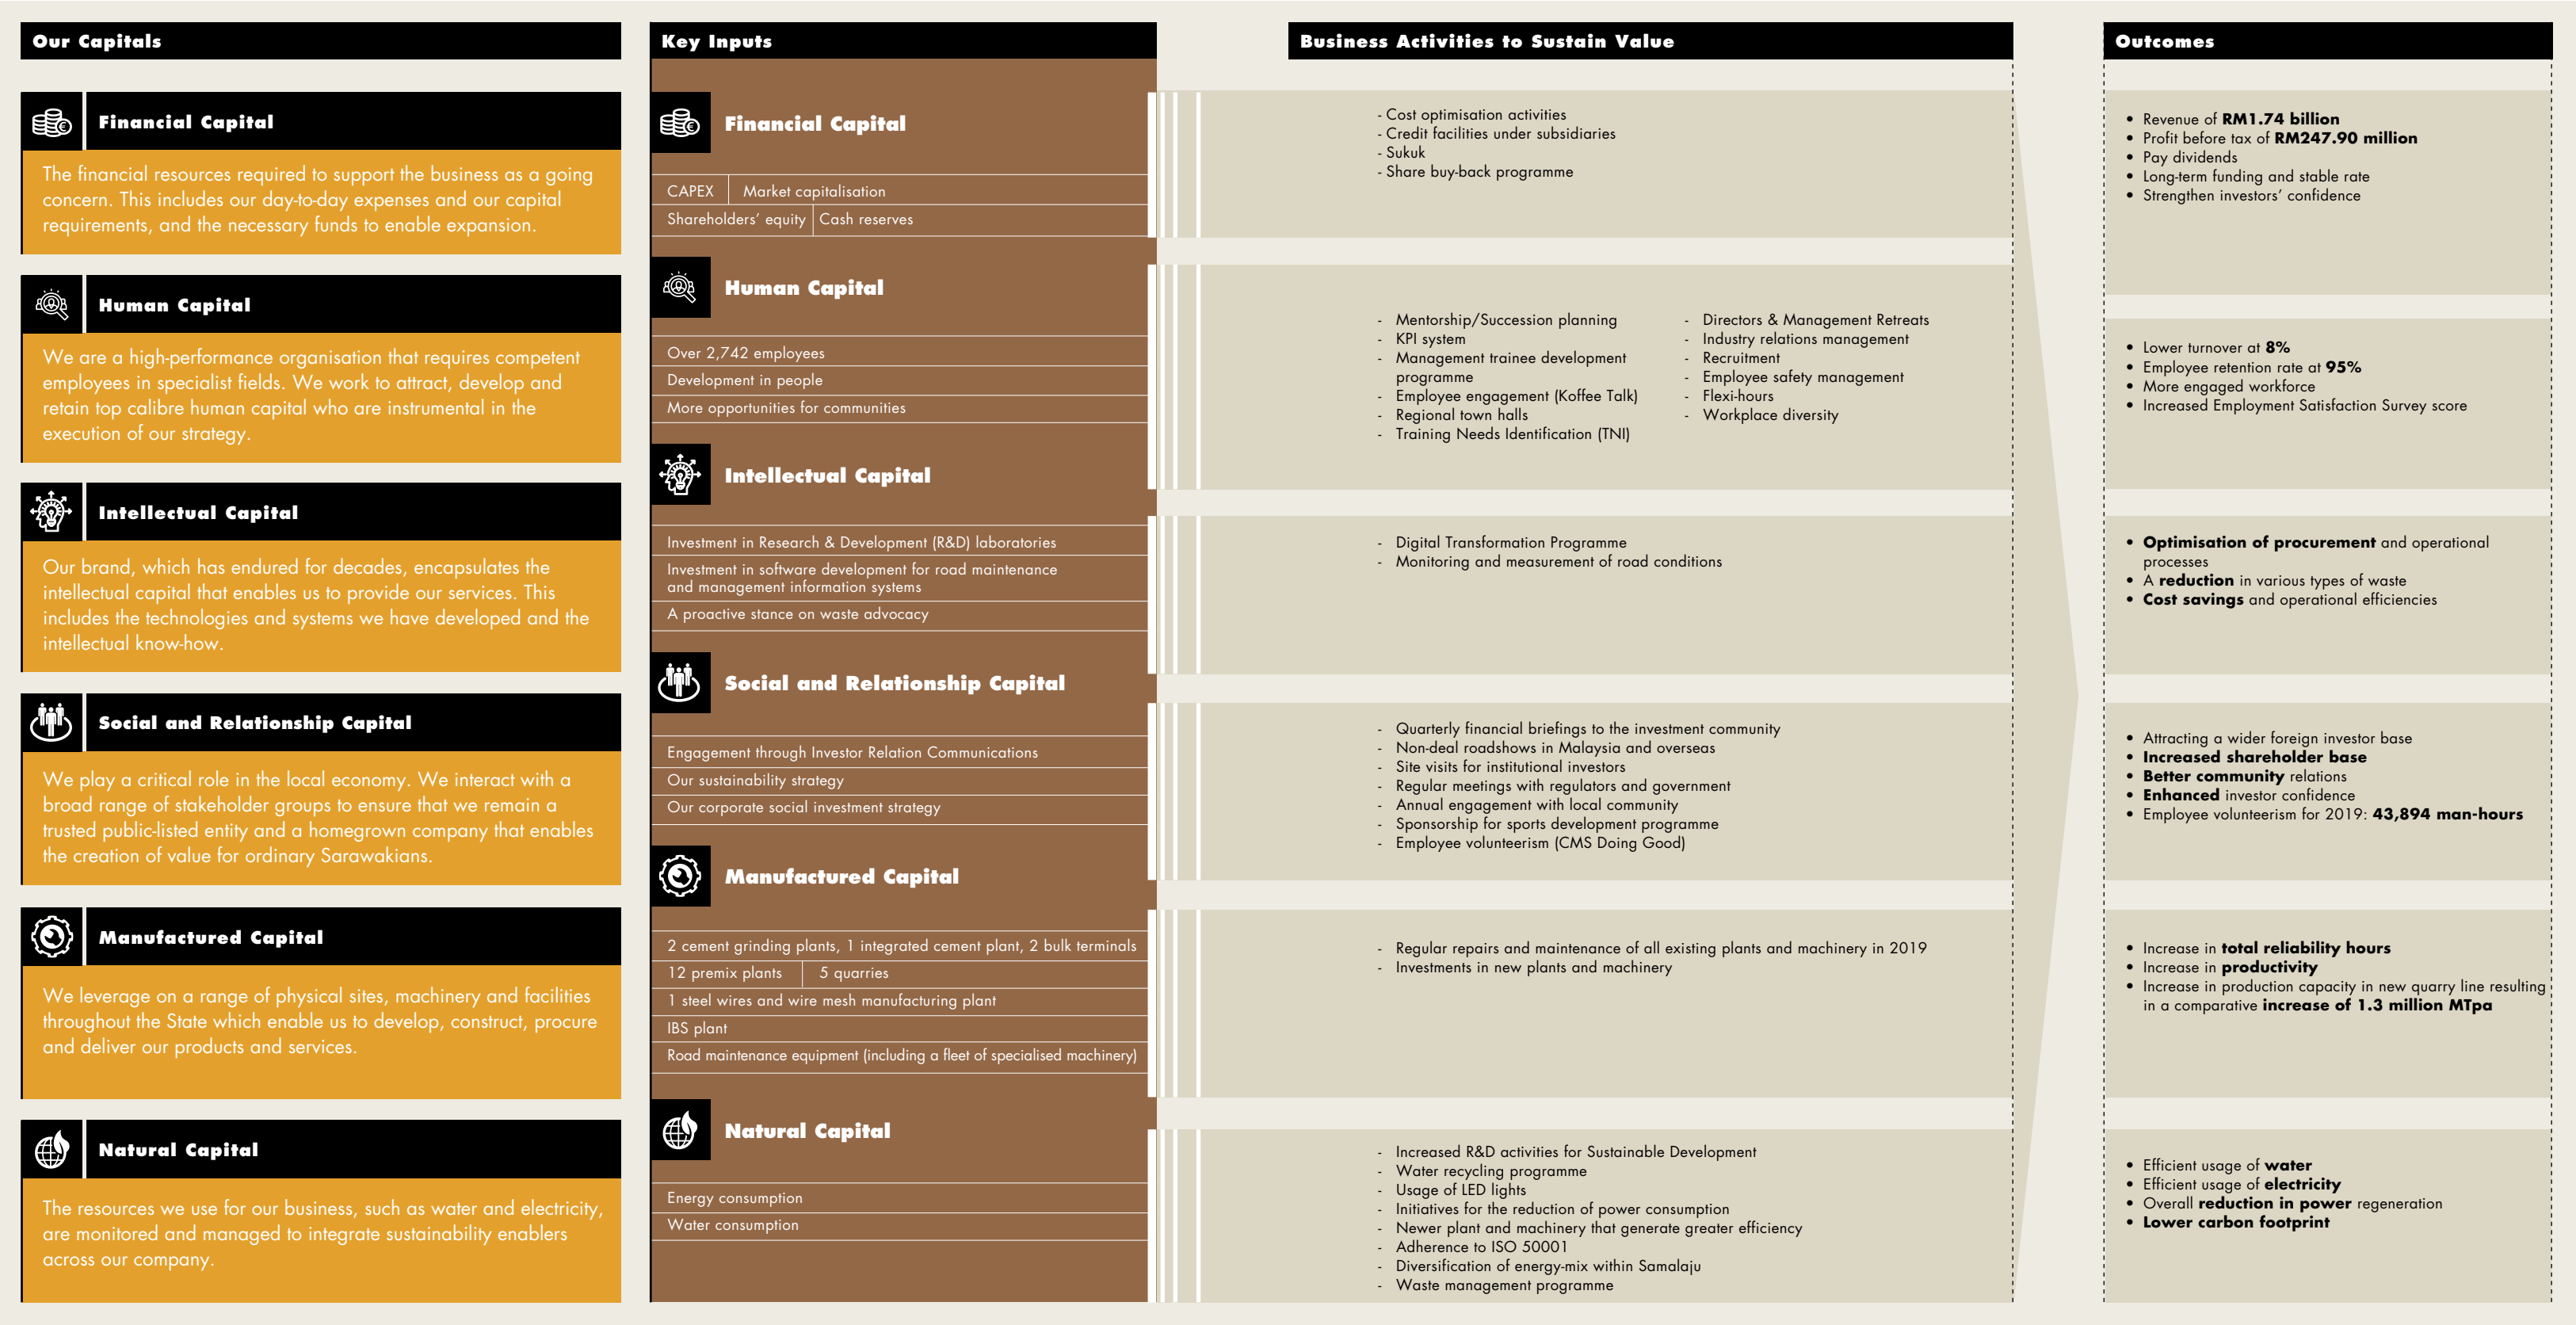 Our Capitals
Financial Capital
The financial resources required to support the business as a going
concern. This includes our day-to-day expenses and our capital
requirements, and the necessary funds to enable expansion.
Human Capital
We are a high-performance organisation that requires competent
employees in specialist fields. We work to attract, develop and
retain top calibre human capital who are instrumental in the
execution of our strategy.
Intellectual Capital
Our brand, which has endured for decades, encapsulates the
intellectual capital that enables us to provide our services. This
includes the technologies and systems we have developed and the
intellectual know-how.
Social and Relationship Capital
We play a critical role in the local economy. We interact with a
broad range of stakeholder groups to ensure that we remain a
trusted public-listed entity and a homegrown company that enables
the creation of value for ordinary Sarawakians.
Manufactured Capital
We leverage on a range of physical sites, machinery and facilities
throughout the State which enable us to develop, construct, procure
and deliver our products and services.
Natural Capital
The resources we use for our business, such as water and electricity,
are monitored and managed to integrate sustainability enablers
across our company.
Key Inputs
Financial Capital
CAPEX Market capitalisation
Shareholders' equity Cash reserves
Human Capital
Over 2,742 employees
Development in people
More opportunities for communities
Intellectual Capital
Investment in Research & Development (R&D) laboratories
Investment in software development for road maintenance
and management information systems
A proactive stance on waste advocacy
Social and Relationship Capital
Engagement through Investor Relation Communications
Our sustainability strategy
Our corporate social investment strategy
Manufactured Capital
2 cement grinding plants, 1 integrated cement plant, 2 bulk terminals
12 premix plants 5 quarries
1 steel wires and wire mesh manufacturing plant
IBS plant
Road maintenance equipment (including a fleet of specialised machinery)
Natural Capital
Energy consumption
Water consumption
Business Activities to Sustain Value
- Cost optimisation activities
- Credit facilities under subsidiaries
- Sukuk
- Share buy-back programme
- Mentorship/Succession planning
- KPI system
- Management trainee development
programme
- Employee engagement (Koffee Talk)
- Regional town halls
- Training Needs Identification (TNI)
- Directors & Management Retreats
- Industry relations management
- Recruitment
- Employee safety management
- Flexi-hours
- Workplace diversity
- Digital Transformation Programme
- Monitoring and measurement of road conditions
- Quarterly financial briefings to the investment community
- Non-deal roadshows in Malaysia and overseas
- Site visits for institutional investors
- Regular meetings with regulators and government
- Annual engagement with local community
- Sponsorship for sports development programme
- Employee volunteerism (CMS Doing Good)
- Regular repairs and maintenance of all existing plants and machinery in 2019
- Investments in new plants and machinery
- Increased R&D activities for Sustainable Development
- Water recycling programme
- Usage of LED lights
- Initiatives for the reduction of power consumption
- Newer plant and machinery that generate greater efficiency
- Adherence to ISO 50001
- Diversification of energy-mix within Samalaju
- Waste management programme
Outcomes
• Revenue of RM1.74 billion
• Profit before tax of RM247.90 million
• Pay dividends
• Long-term funding and stable rate
• Strengthen investors' confidence
• Lower turnover at 8%
• Employee retention rate at 95%
• More engaged workforce
• Increased Employment Satisfaction Survey score
• Optimisation of procurement and operational
processes
• A reduction in various types of waste
• Cost savings and operational efficiencies
• Attracting a wider foreign investor base
• Increased shareholder base
• Better community relations
• Enhanced investor confidence
• Employee volunteerism for 2019: 43,894 man-hours
• Increase in total reliability hours
• Increase in productivity
• Increase in production capacity in new quarry line resulting
in a comparative increase of 1.3 million MTpa
• Efficient usage of water
• Efficient usage of electricity
• Overall reduction in power regeneration
• Lower carbon footprint